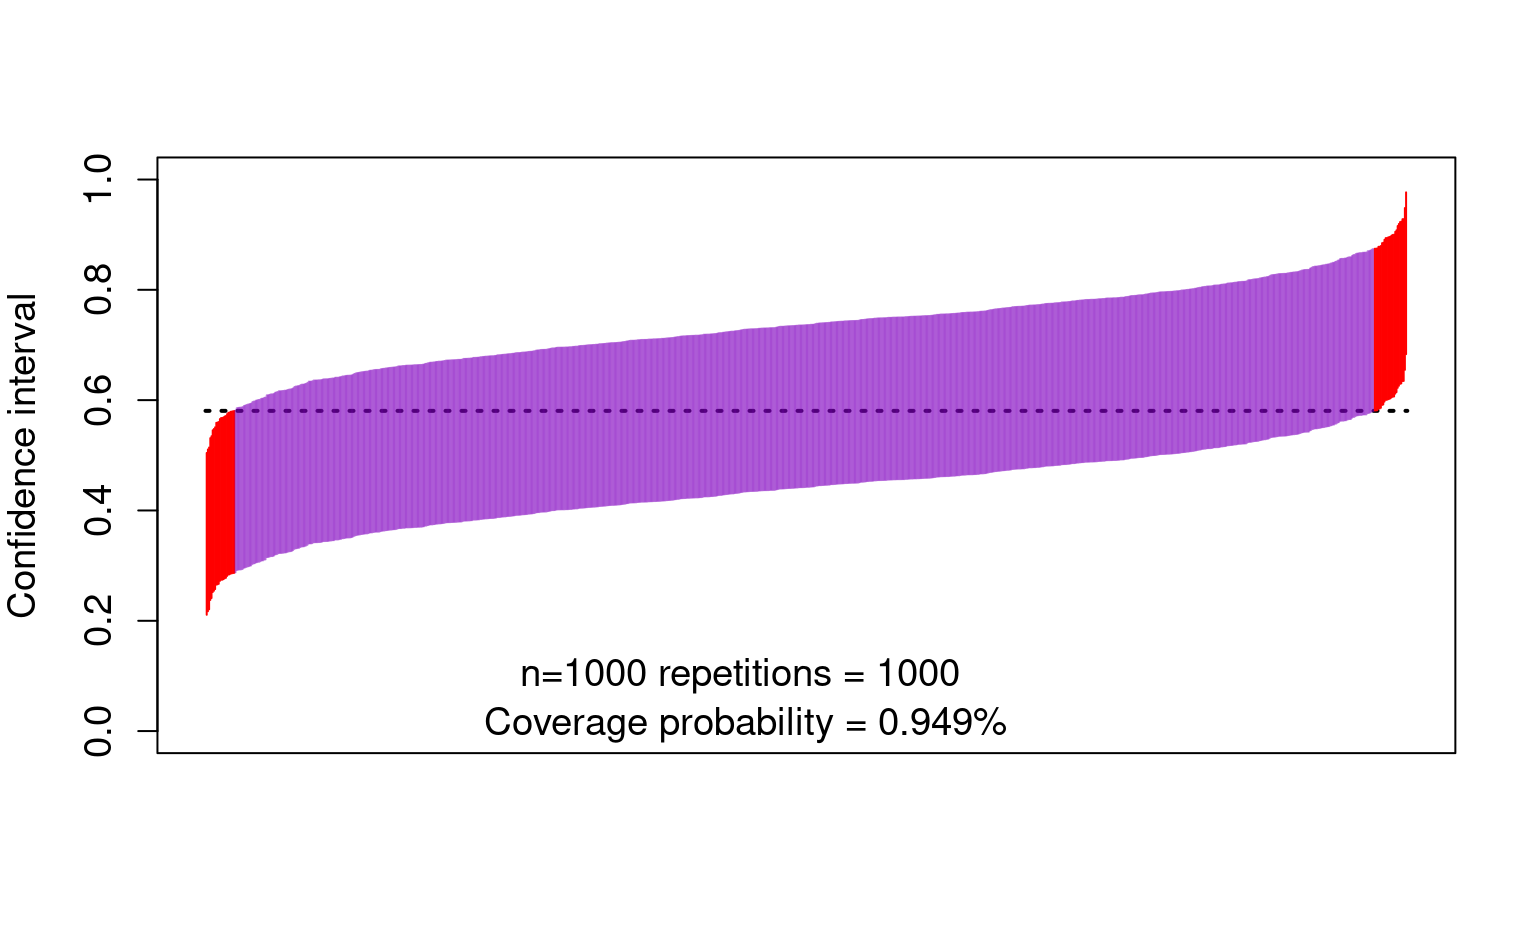 Confidence interval
1.0
0.8
0.6
0.4
0.2
0.0
n=1000 repetitions = 1000
Coverage probability = 0.949%